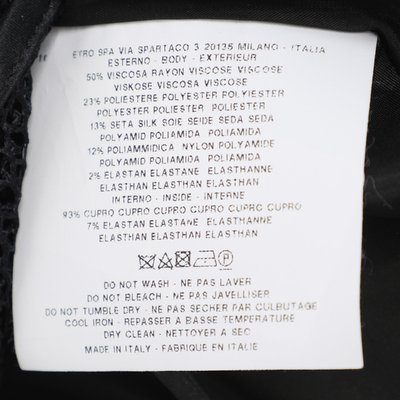 ETRO SPA VIA SPARTACO 3 20135 MILANO - ITALIA
ESTERNO - BODY - EXTERIEUR
50% VISCOSA RAYON VISCOSE VISCOSE
VISKOSE VISCOSA VISCOSE
23% POLIESTERE POLYESTER POLYESTER
POLYESTER POLIESTER POLYESTER
13% SETA SILK SOIE SEIDE SEDA SEDA
POLYAMID POLIAMIDA POLIAMIDA
12% POLIAMMIDICA NYLON POLYAMIDE
POLYAMID POLIAMIDA POLIAMIDA
2% ELASTAN ELASTANE ELASTHANNE
ELASTHAN ELASTHAN ELASTHAN
INTERNO - INSIDE - INTERNE
93% CUPRO CUPRO CUPRO CUPRO CUPRO CUPRO
7% ELASTAN ELASTANE ELASTHANNE
ELASTHAN ELASTHAN ELASTHAN
P
DO NOT WASH - NE PAS LAVER
DO NOT BLEACH - NE PAS JAVELLISER
DO NOT TUMBLE DRY - NE PAS SECHER PAR CULBUTAGE
COOL IRON - REPASSER A BASSE TEMPERATURE
DRY CLEAN - NETTOYER A SEC
MADE IN ITALY - FABRIQUE EN ITALIE